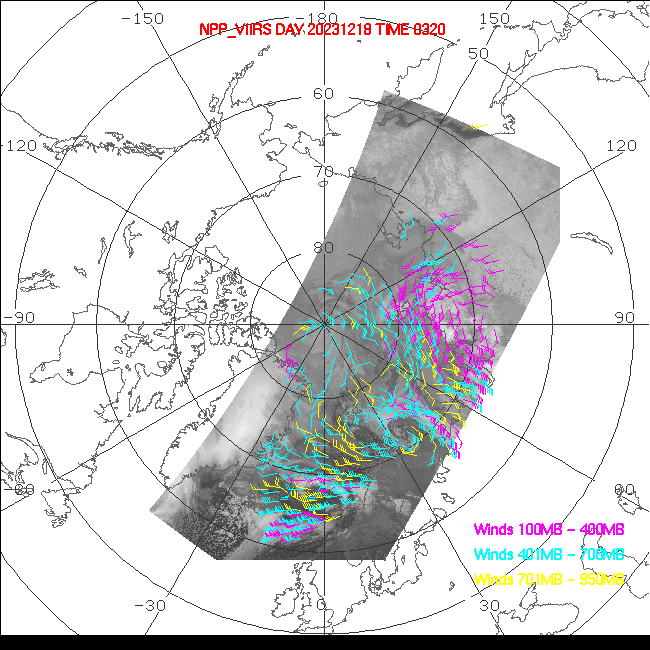 -150 -180 150
NPP_VIIRS DAY 20231218 TIME 0320
50
60
-120 120
70
80
-90 90
-60 60
Winds 100MB - 400MB
Winds 401MB - 700MB
Winds 701MB - 950MB
-30 0 30